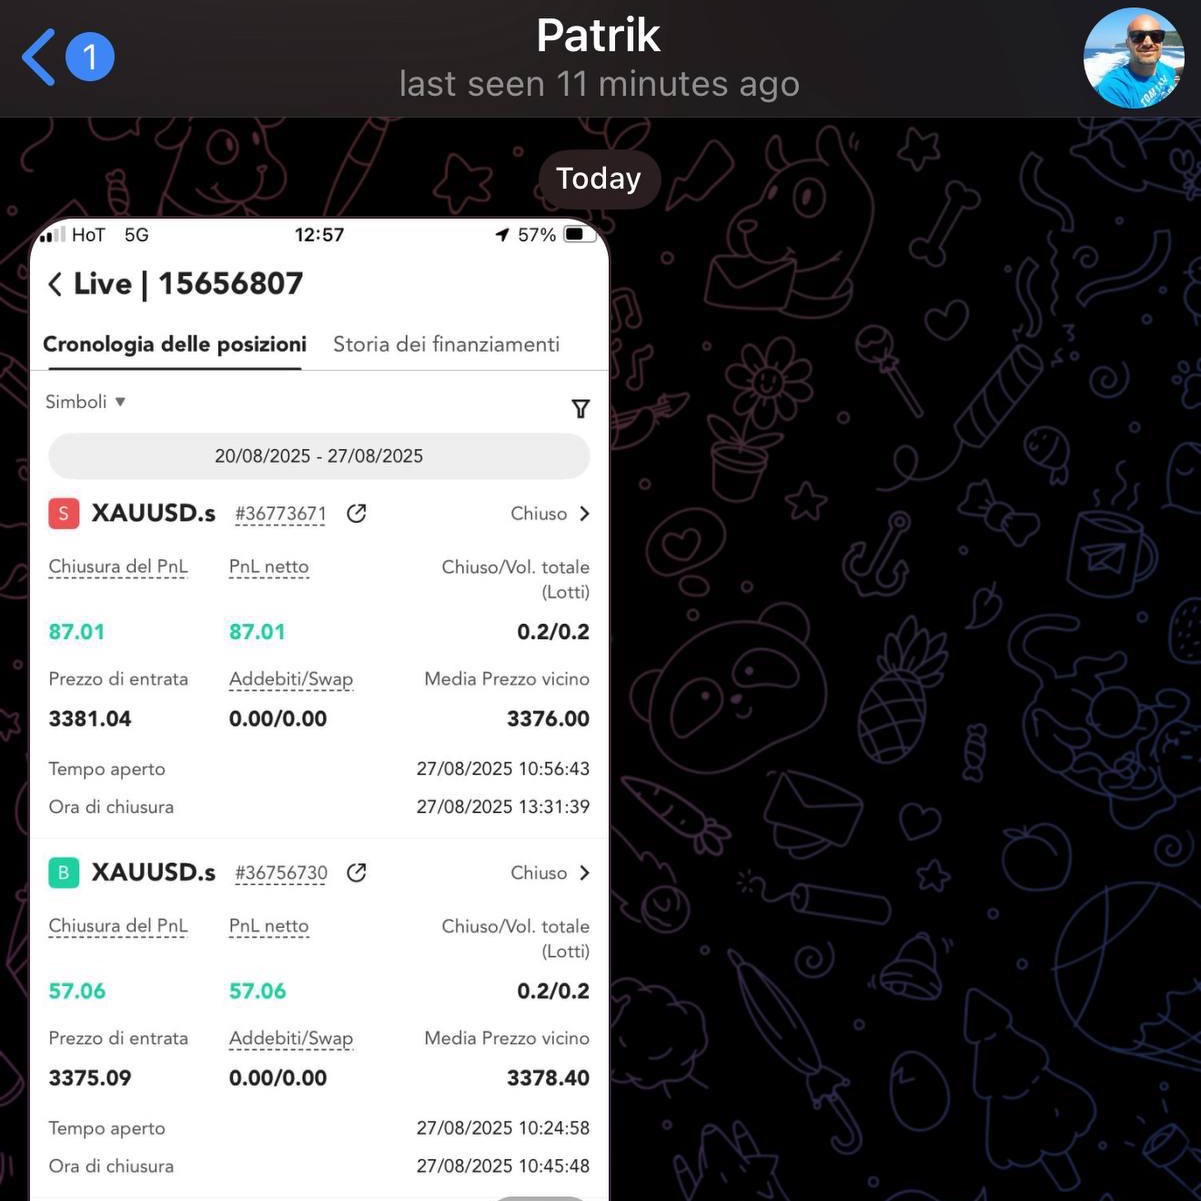 1
Patrik
last seen 11 minutes ago
Today
HoT 5G 12:57 57%
Live | 15656807
Cronologia delle posizioni Storia dei finanziamenti
Simboli
20/08/2025 - 27/08/2025
S XAUUSD.s #36773671 Chiuso
Chiusura del PnL PnL netto Chiuso/Vol. totale
(Lotti)
87.01 87.01 0.2/0.2
Prezzo di entrata Addebiti/Swap Media Prezzo vicino
3381.04 0.00/0.00 3376.00
Tempo aperto 27/08/2025 10:56:43
Ora di chiusura 27/08/2025 13:31:39
B XAUUSD.s #36756730 Chiuso
Chiusura del PnL PnL netto Chiuso/Vol. totale
(Lotti)
57.06 57.06 0.2/0.2
Prezzo di entrata Addebiti/Swap Media Prezzo vicino
3375.09 0.00/0.00 3378.40
Tempo aperto 27/08/2025 10:24:58
Ora di chiusura 27/08/2025 10:45:48